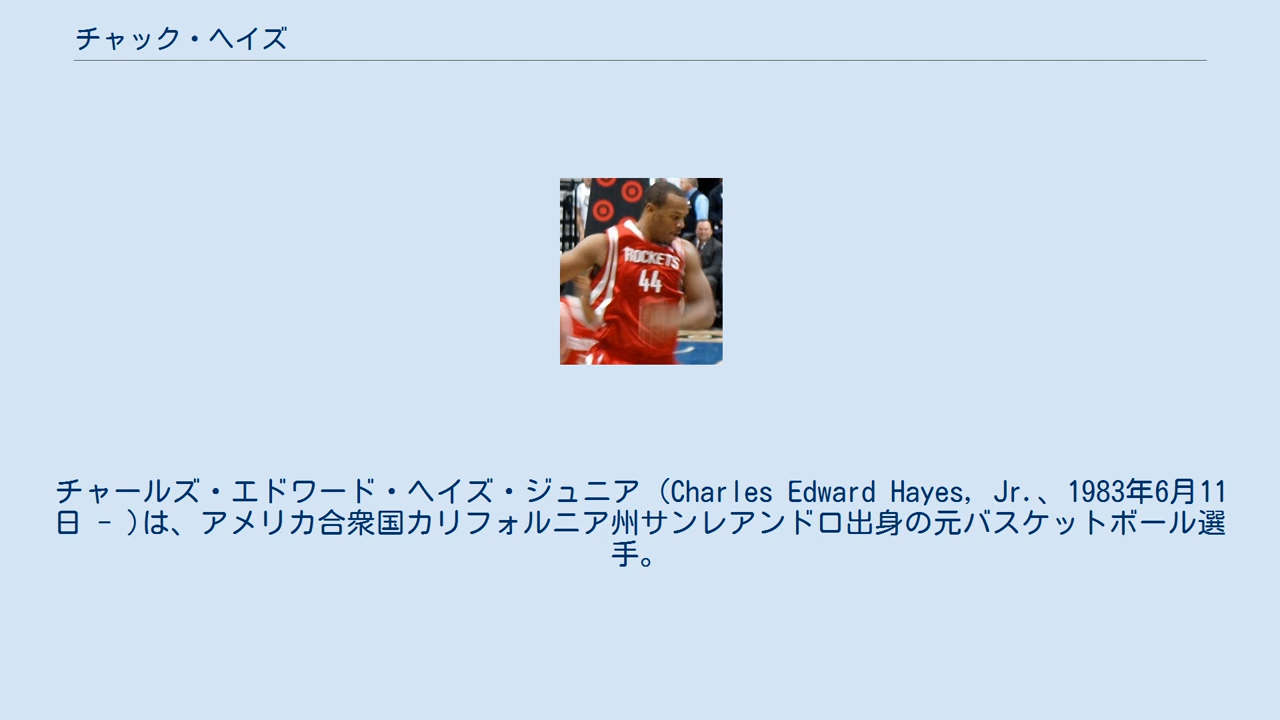 チャック・ヘイズ
ROCKETS
44
チャールズ・エドワード・ヘイズ・ジュニア（Charles Edward Hayes, Jr.、1983年6月11
日 - )は、アメリカ合衆国カリフォルニア州サンレアンドロ出身の元バスケットボール選
手。